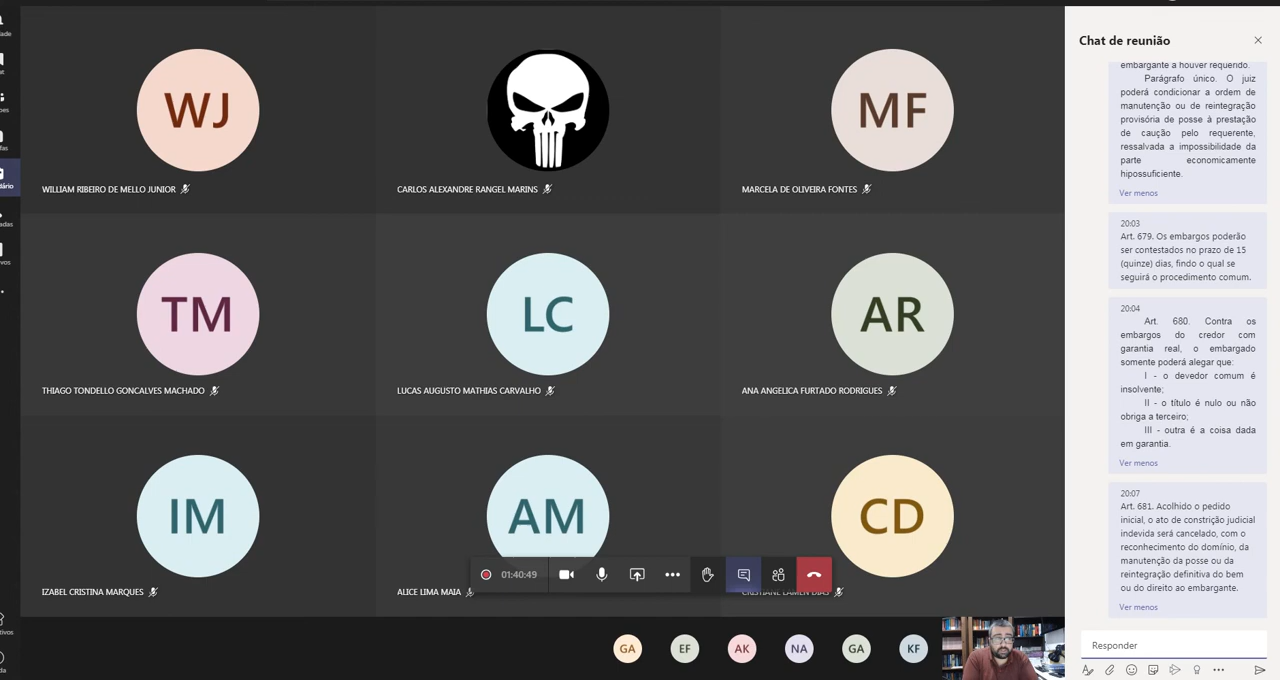 Chat de reunião
embargante a houver requerido.
Parágrafo único. O juiz
poderá condicionar a ordem de
manutenção ou de reintegração
provisória de posse à prestação
de caução pelo requerente,
ressalvada a impossibilidade da
parte economicamente
hipossuficiente.
Ver menos
20:03
Art. 679. Os embargos poderão
ser contestados no prazo de 15
(quinze) dias, findo o qual se
seguirá o procedimento comum.
20:04
Art. 680. Contra os
embargos do credor com
garantia real, o embargado
somente poderá alegar que:
I - o devedor comum é
insolvente;
II - o título é nulo ou não
obriga a terceiro;
III - outra é a coisa dada
em garantia.
Ver menos
20:07
Art. 681. Acolhido o pedido
inicial, o ato de constrição judicial
indevida será cancelado, com o
reconhecimento do domínio, da
manutenção da posse ou da
reintegração definitiva do bem
ou do direito ao embargante.
Ver menos
Responder
WJ
MF
WILLIAM RIBEIRO DE MELLO JUNIOR
CARLOS ALEXANDRE RANGEL MARINS
MARCELA DE OLIVEIRA FONTES
TM
LC
AR
THIAGO TONDELLO GONCALVES MACHADO
LUCAS AUGUSTO MATHIAS CARVALHO
ANA ANGELICA FURTADO RODRIGUES
IM
AM
CD
01:40:49
IZABEL CRISTINA MARQUES
ALICE LIMA MAIA
CRISTIANE LAMEN DIAS
GA
EF
AK
NA
GA
KF